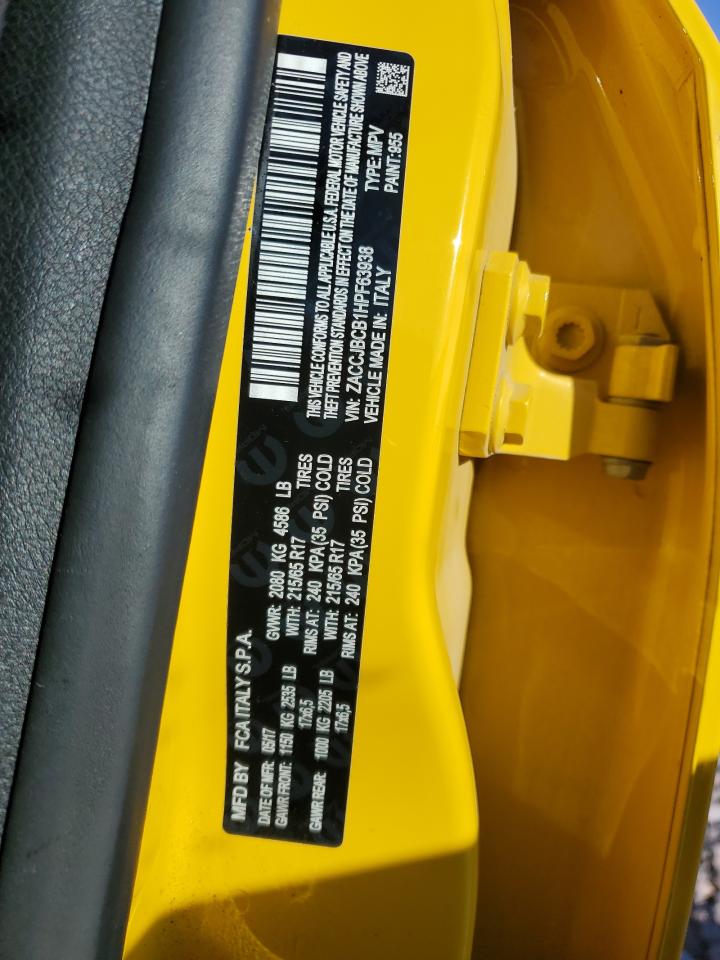 MFD BY FCA ITALY S.P.A.
DATE OF MFR: 05/17 GVWR: 2080 KG 4586 LB
GAWR FRONT: 1150 KG 2535 LB WITH: 215/65 R17 TIRES
17x6,5 RIMS AT: 240 KPA(35 PSI) COLD
GAWR REAR: 1000 KG 2205 LB WITH: 215/65 R17 TIRES
17x6,5 RIMS AT: 240 KPA(35 PSI) COLD
THIS VEHICLE CONFORMS TO ALL APPLICABLE U.S.A. FEDERAL MOTOR VEHICLE SAFETY AND
THEFT PREVENTION STANDARDS IN EFFECT ON THE DATE OF MANUFACTURE SHOWN ABOVE
VIN: ZACCJBCB1HPF63938 TYPE:MPV
VEHICLE MADE IN: ITALY PAINT:955